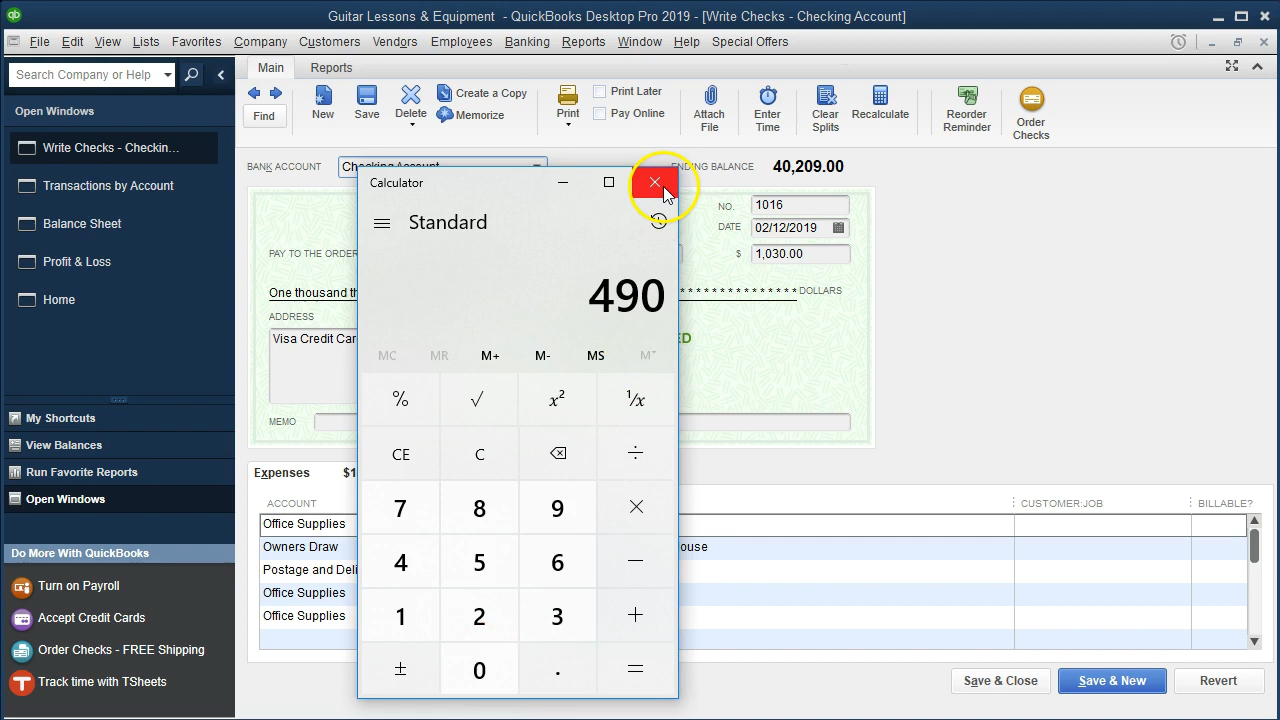 Guitar Lessons & Equipment - QuickBooks Desktop Pro 2019 - [Write Checks - Checking Account]
File Edit View Lists Favorites Company Customers Vendors Employees Banking Reports Window Help Special Offers
Search Company or Help
Open Windows
Write Checks - Checkin...
Transactions by Account
Balance Sheet
Profit & Loss
Home
My Shortcuts
View Balances
Run Favorite Reports
Open Windows
Do More With QuickBooks
Turn on Payroll
Accept Credit Cards
Order Checks - FREE Shipping
Track time with TSheets
Main Reports
Find
New
Save
Delete
Create a Copy
Memorize
Print
Print Later
Pay Online
Attach
File
Enter
Time
Clear
Splits
Recalculate
Reorder
Reminder
Order
Checks
BANK ACCOUNT Checking Account
ENDING BALANCE 40,209.00
NO. 1016
DATE 02/12/2019
PAY TO THE ORDER
$ 1,030.00
One thousand th
* * * * * * * * * * * * * * * DOLLARS
ADDRESS
Visa Credit Car
ED
MEMO
Expenses $1
ACCOUNT CUSTOMER:JOB BILLABLE?
Office Supplies
Owners Draw ouse
Postage and Deli
Office Supplies
Office Supplies
Save & Close Save & New Revert
Calculator
Standard
490
MC MR M+ M- MS M˅
% √ x² ¹/x
CE C ÷
7 8 9 ×
4 5 6 −
1 2 3 +
± 0 . =